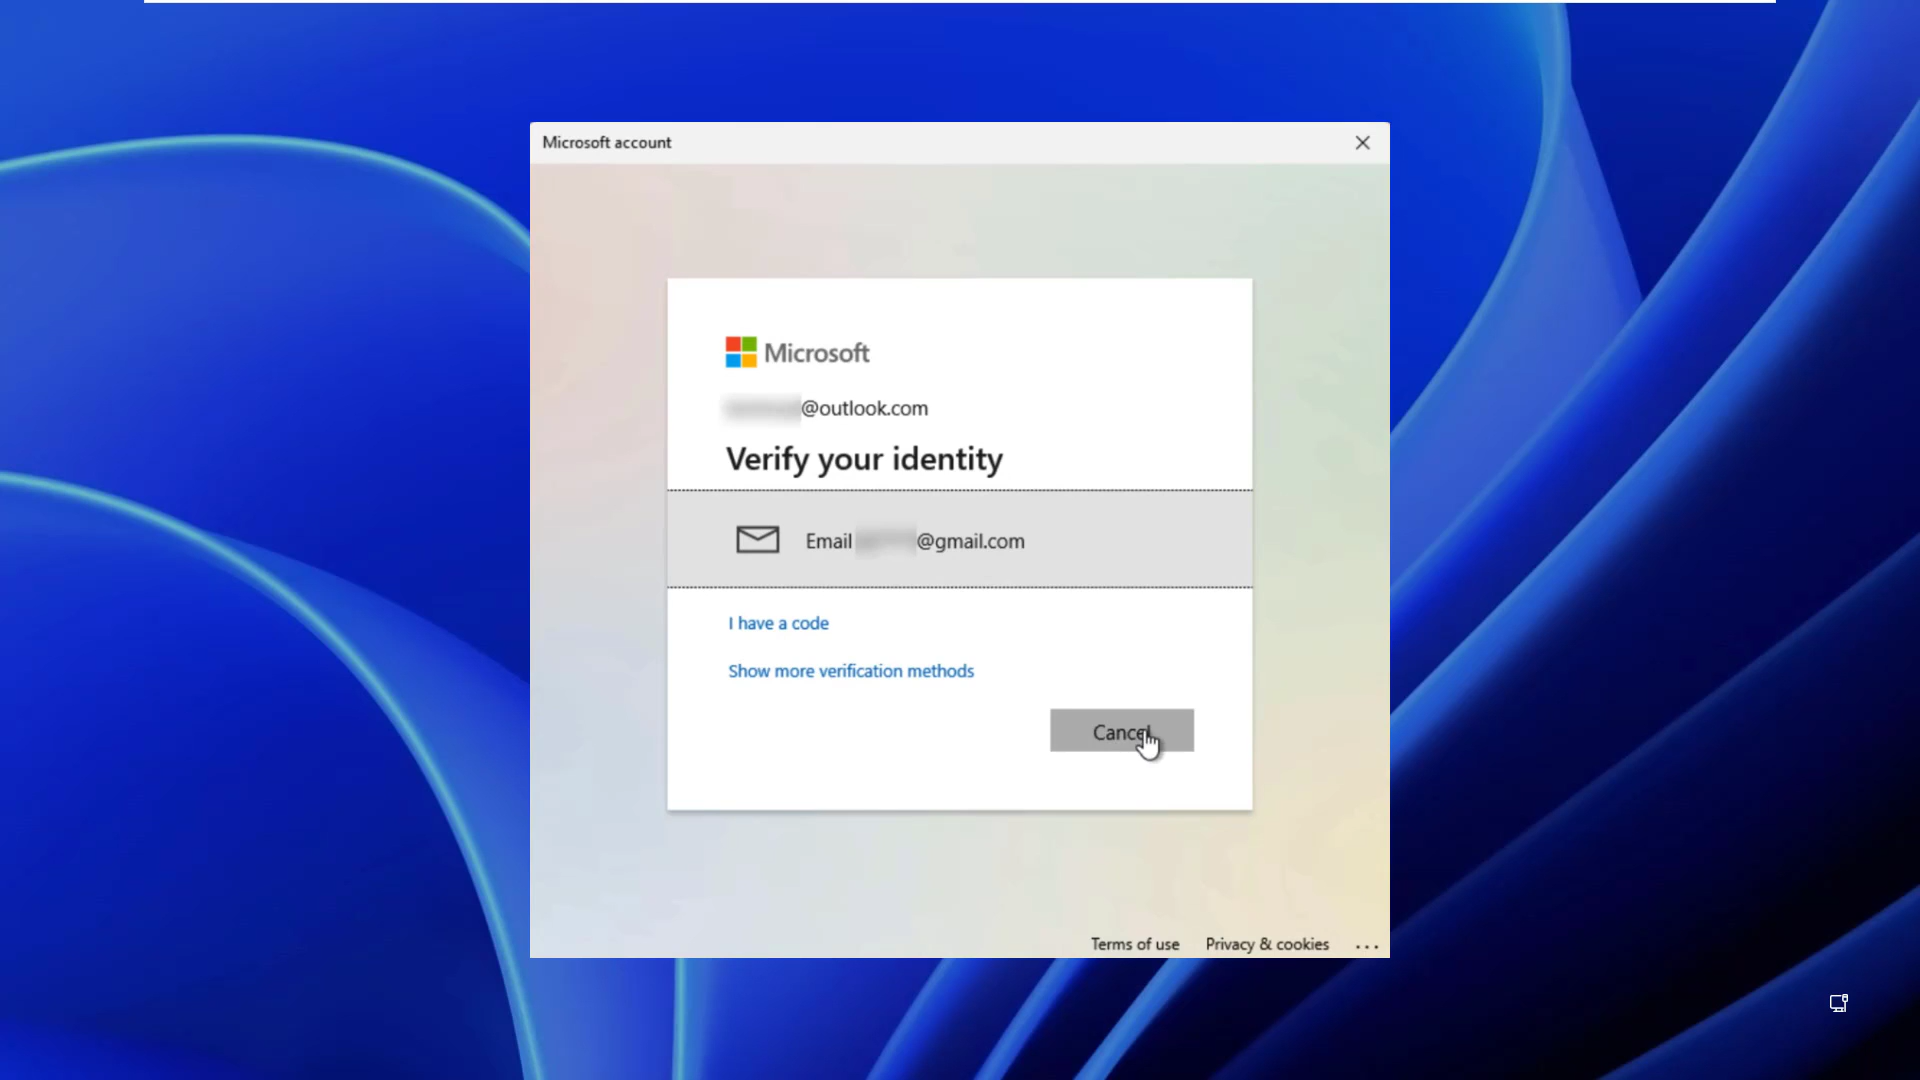 Microsoft account
Microsoft
@outlook.com
Verify your identity
Email @gmail.com
I have a code
Show more verification methods
Cancel
Terms of use Privacy & cookies ...